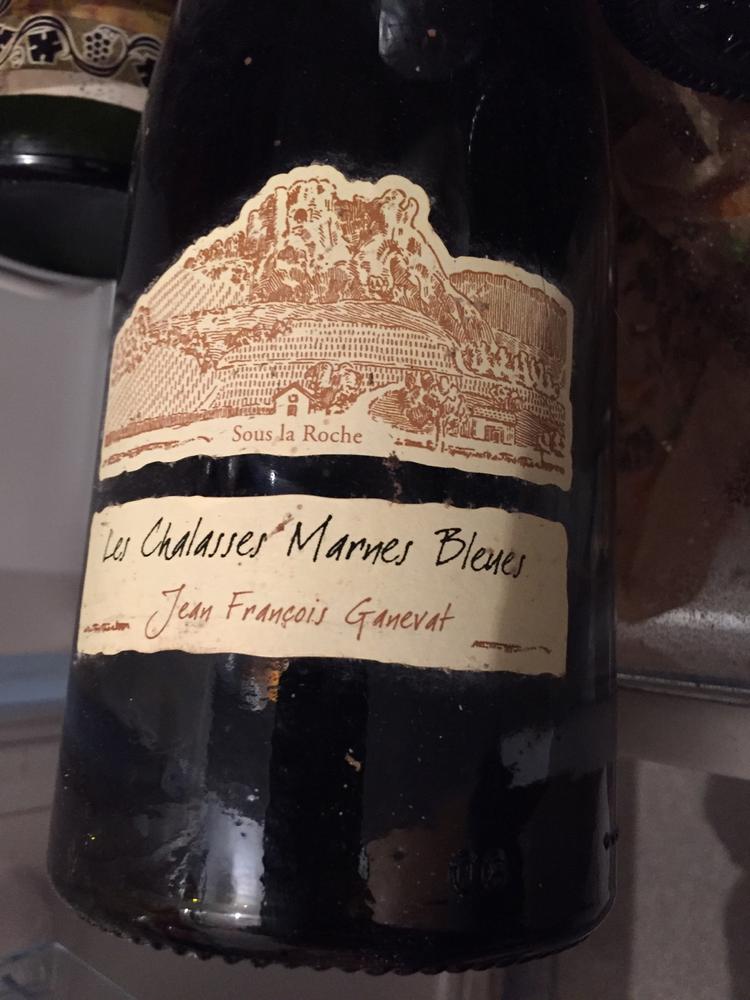 Sous la Roche
Les Chalasses Marnes Bleues
Jean François Ganevat